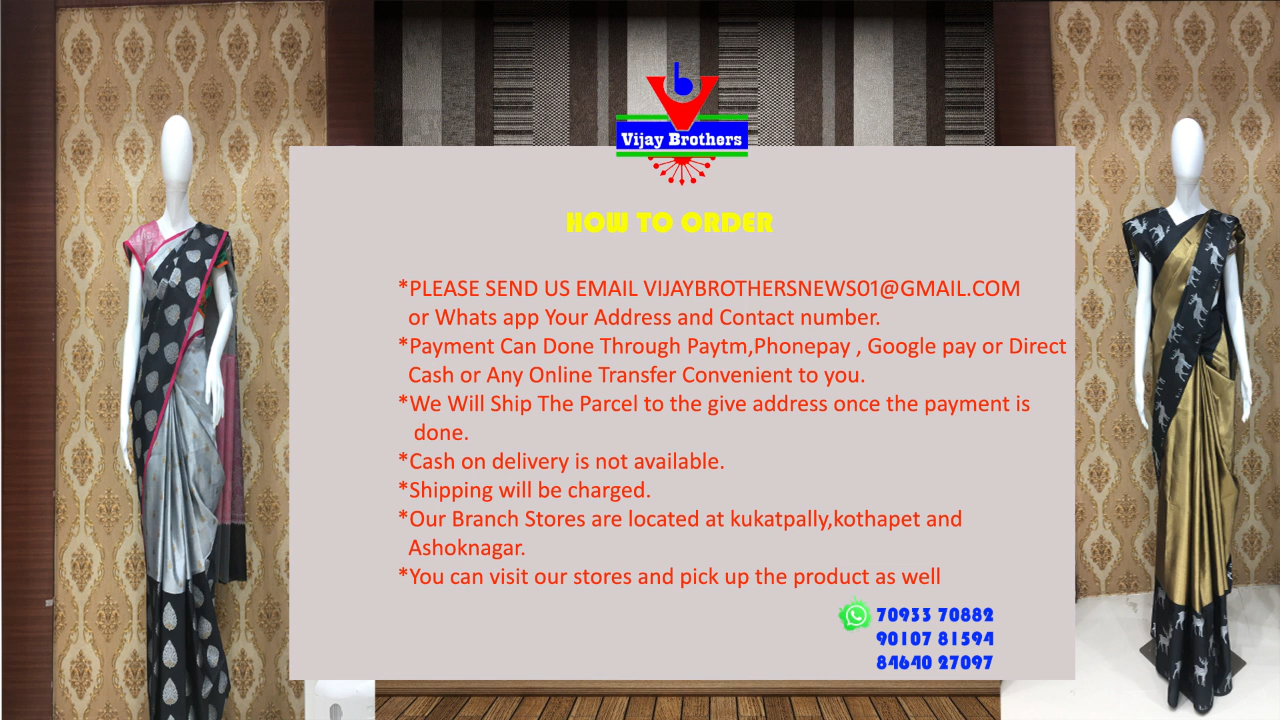 b
Vijay Brothers
HOW TO ORDER
*PLEASE SEND US EMAIL VIJAYBROTHERSNEWS01@GMAIL.COM
or Whats app Your Address and Contact number.
*Payment Can Done Through Paytm,Phonepay , Google pay or Direct
Cash or Any Online Transfer Convenient to you.
*We Will Ship The Parcel to the give address once the payment is
done.
*Cash on delivery is not available.
*Shipping will be charged.
*Our Branch Stores are located at kukatpally,kothapet and
Ashoknagar.
*You can visit our stores and pick up the product as well
70933 70882
90107 81594
84640 27097